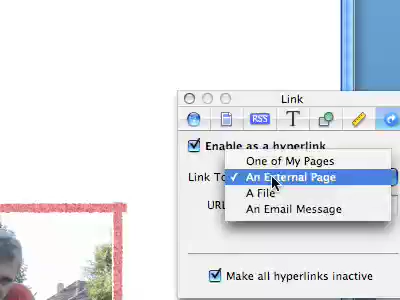 Link
RSS
T
Enable as a hyperlink
One of My Pages
Link To
✓ An External Page
A File
URL
An Email Message
Make all hyperlinks inactive